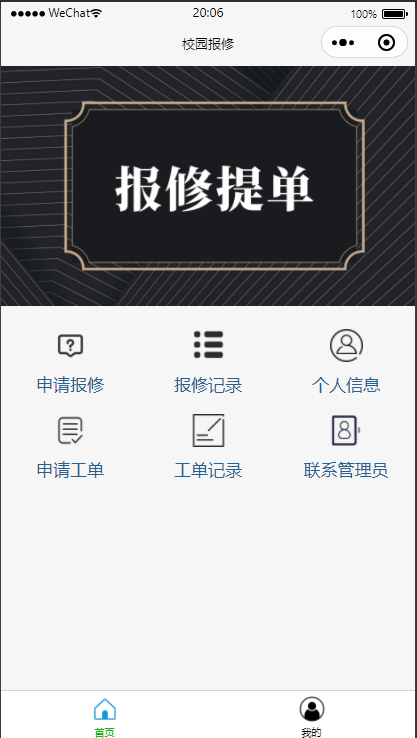 WeChat 20:06 100%
校园报修
报修提单
申请报修 报修记录 个人信息
申请工单 工单记录 联系管理员
首页 我的